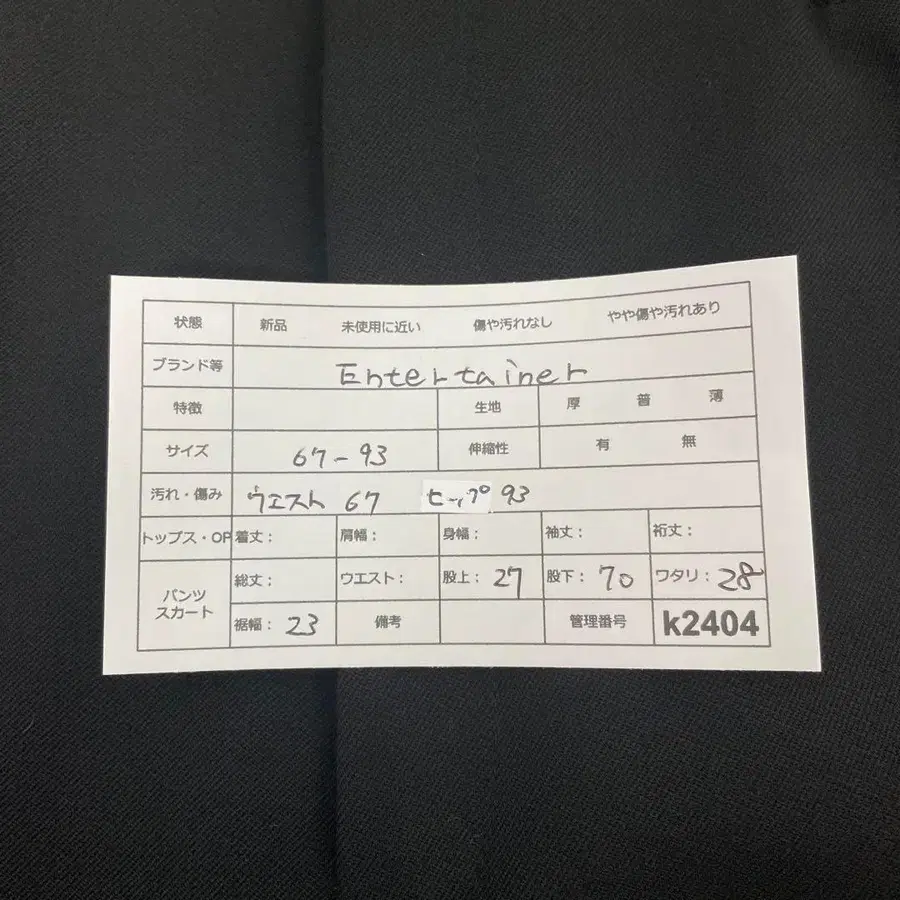 状態 新品 未使用に近い 傷や汚れなし やや傷や汚れあり
ブランド等 Entertainer
特徴 生地 厚 普 薄
サイズ 67-93 伸縮性 有 無
汚れ・傷み ウエスト 67 ヒップ 93
トップス・OP 着丈： 肩幅： 身幅： 袖丈： 裄丈：
パンツ スカート 総丈： ウエスト： 股上： 27 股下： 70 ワタリ： 28
裾幅： 23 備考 管理番号 k2404